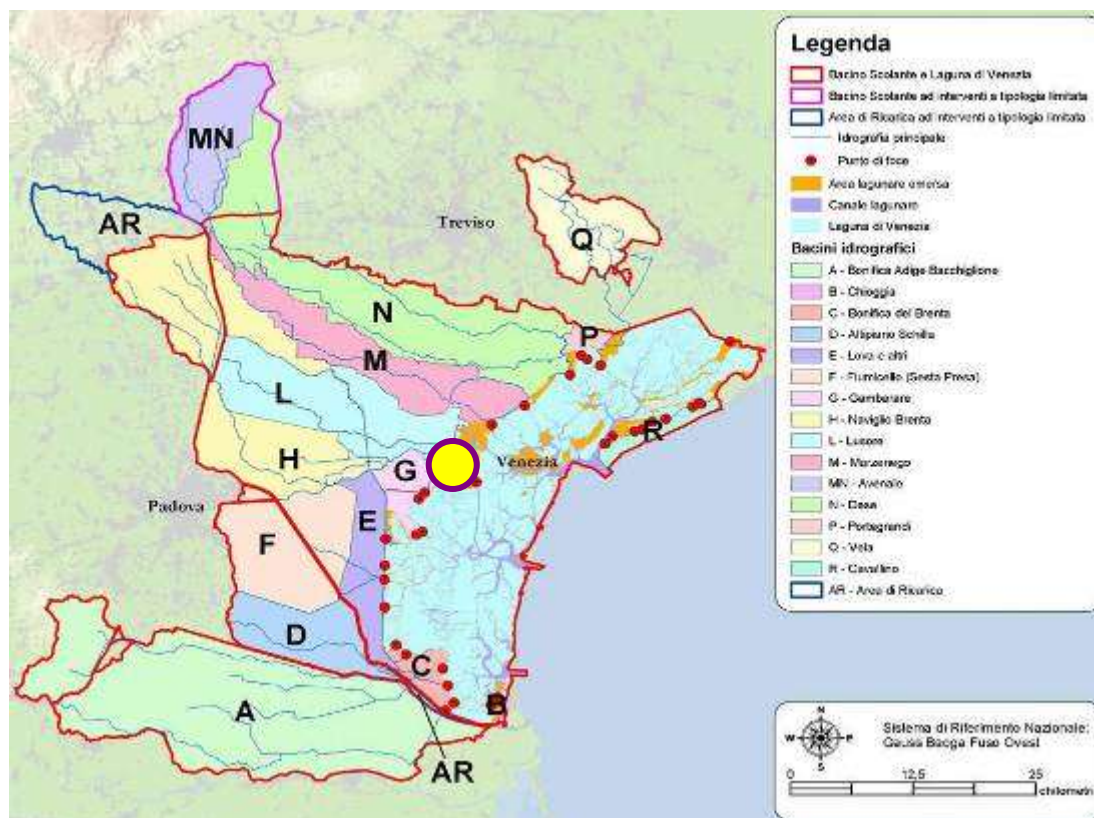 Legenda
Bacino Scolante e Laguna di Venezia
Bacino Scolante ad interventi a tipologia limitata
Area di Ricarica ad interventi a tipologia limitata
Idrografia principale
Punto di foce
Area lagunare emersa
Canale lagunare
Laguna di Venezia
Bacini idrografici
A - Bonifica Adige Bacchiglione
B - Chioggia
C - Bonifica del Brenta
D - Altipiano Schilla
E - Lova e altri
F - Fiumicello (Sesta Presa)
G - Gambarare
H - Naviglio Brenta
L - Lusore
M - Marzenego
MN - Avenale
N - Dese
P - Portegrandi
Q - Vela
R - Cavallino
AR - Area di Ricarica
MN
AR
Treviso
Q
N
P
M
L
R
H
G
Venezia
Padova
E
F
D
C
A
B
AR
N
W
P
S
Sistema di Riferimento Nazionale:
Gauss Baoga Fuso Ovest
0
12,5
25
chilometri